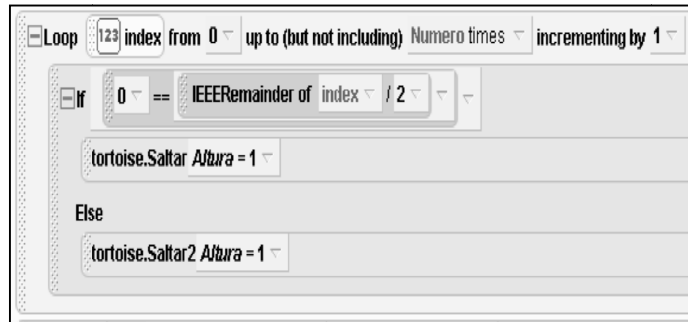 Loop 123 index from 0 up to (but not including) Numero times incrementing by 1
If 0 == IEEERemainder of index / 2
tortoise.Saltar Altura = 1
Else
tortoise.Saltar2 Altura = 1